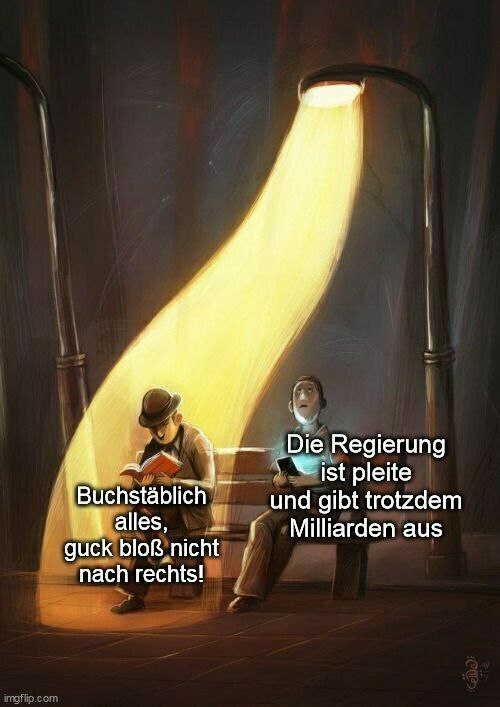 Die Regierung
ist pleite
und gibt trotzdem
Milliarden aus
Buchstäblich
alles,
guck bloß nicht
nach rechts!
imgflip.com